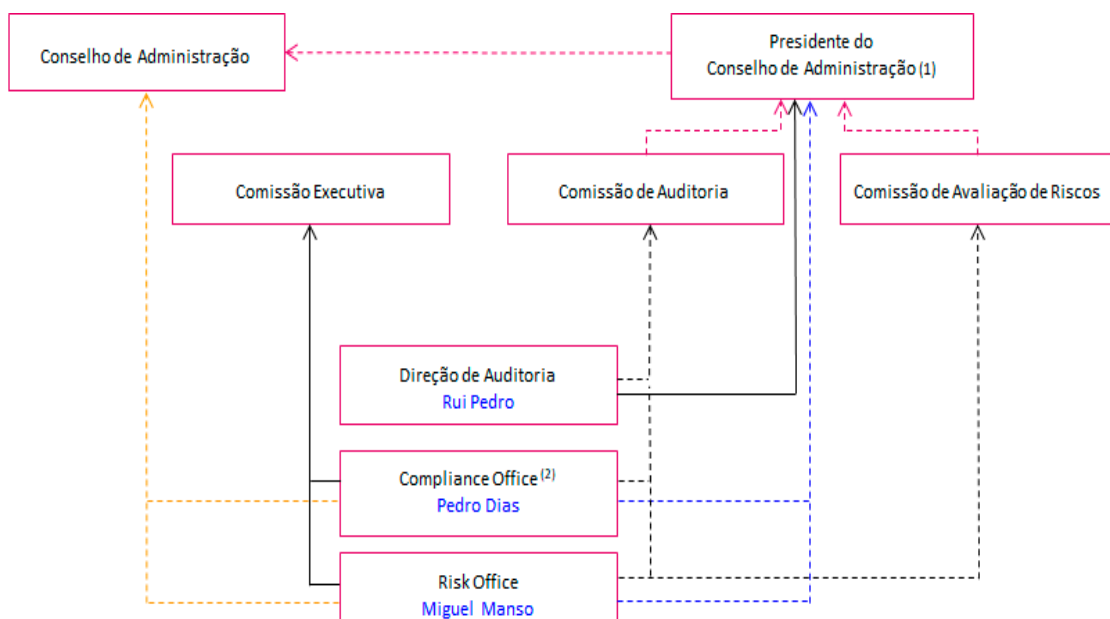 Conselho de Administração
Presidente do
Conselho de Administração (1)
Comissão Executiva
Comissão de Auditoria
Comissão de Avaliação de Riscos
Direção de Auditoria
Rui Pedro
Compliance Office (2)
Pedro Dias
Risk Office
Miguel Manso